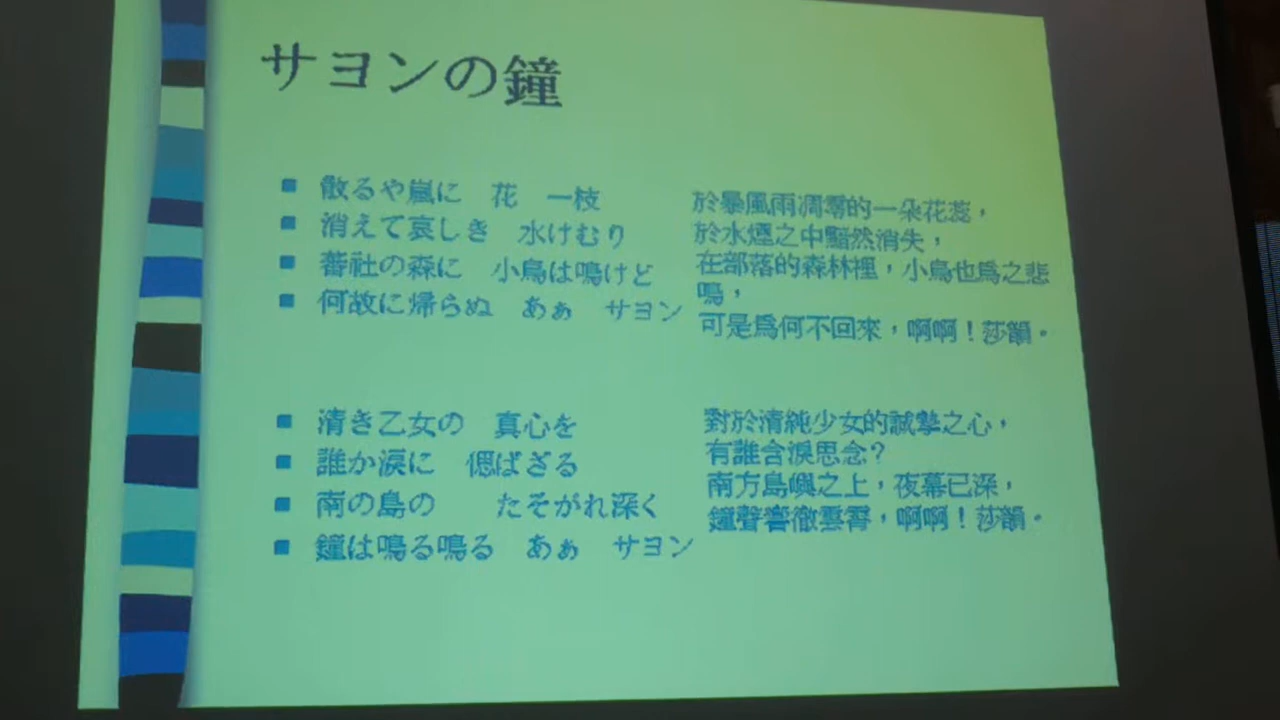 サヨンの鐘
散るや嵐に 花 一枝
消えて哀しき 水けむり
蕃社の森に 小鳥は鳴けど
何故に帰らぬ あぁ サヨン
於暴風雨凋零的一朵花蕊，
於水煙之中黯然消失，
在部落的森林裡，小鳥也為之悲
鳴，
可是為何不回來，啊啊！莎韻。
清き乙女の 真心を
誰か涙に 偲ばざる
南の島の たそがれ深く
鐘は鳴る鳴る あぁ サヨン
對於清純少女的誠摯之心，
有誰含淚思念？
南方島嶼之上，夜幕已深，
鐘聲響徹雲霄，啊啊！莎韻。